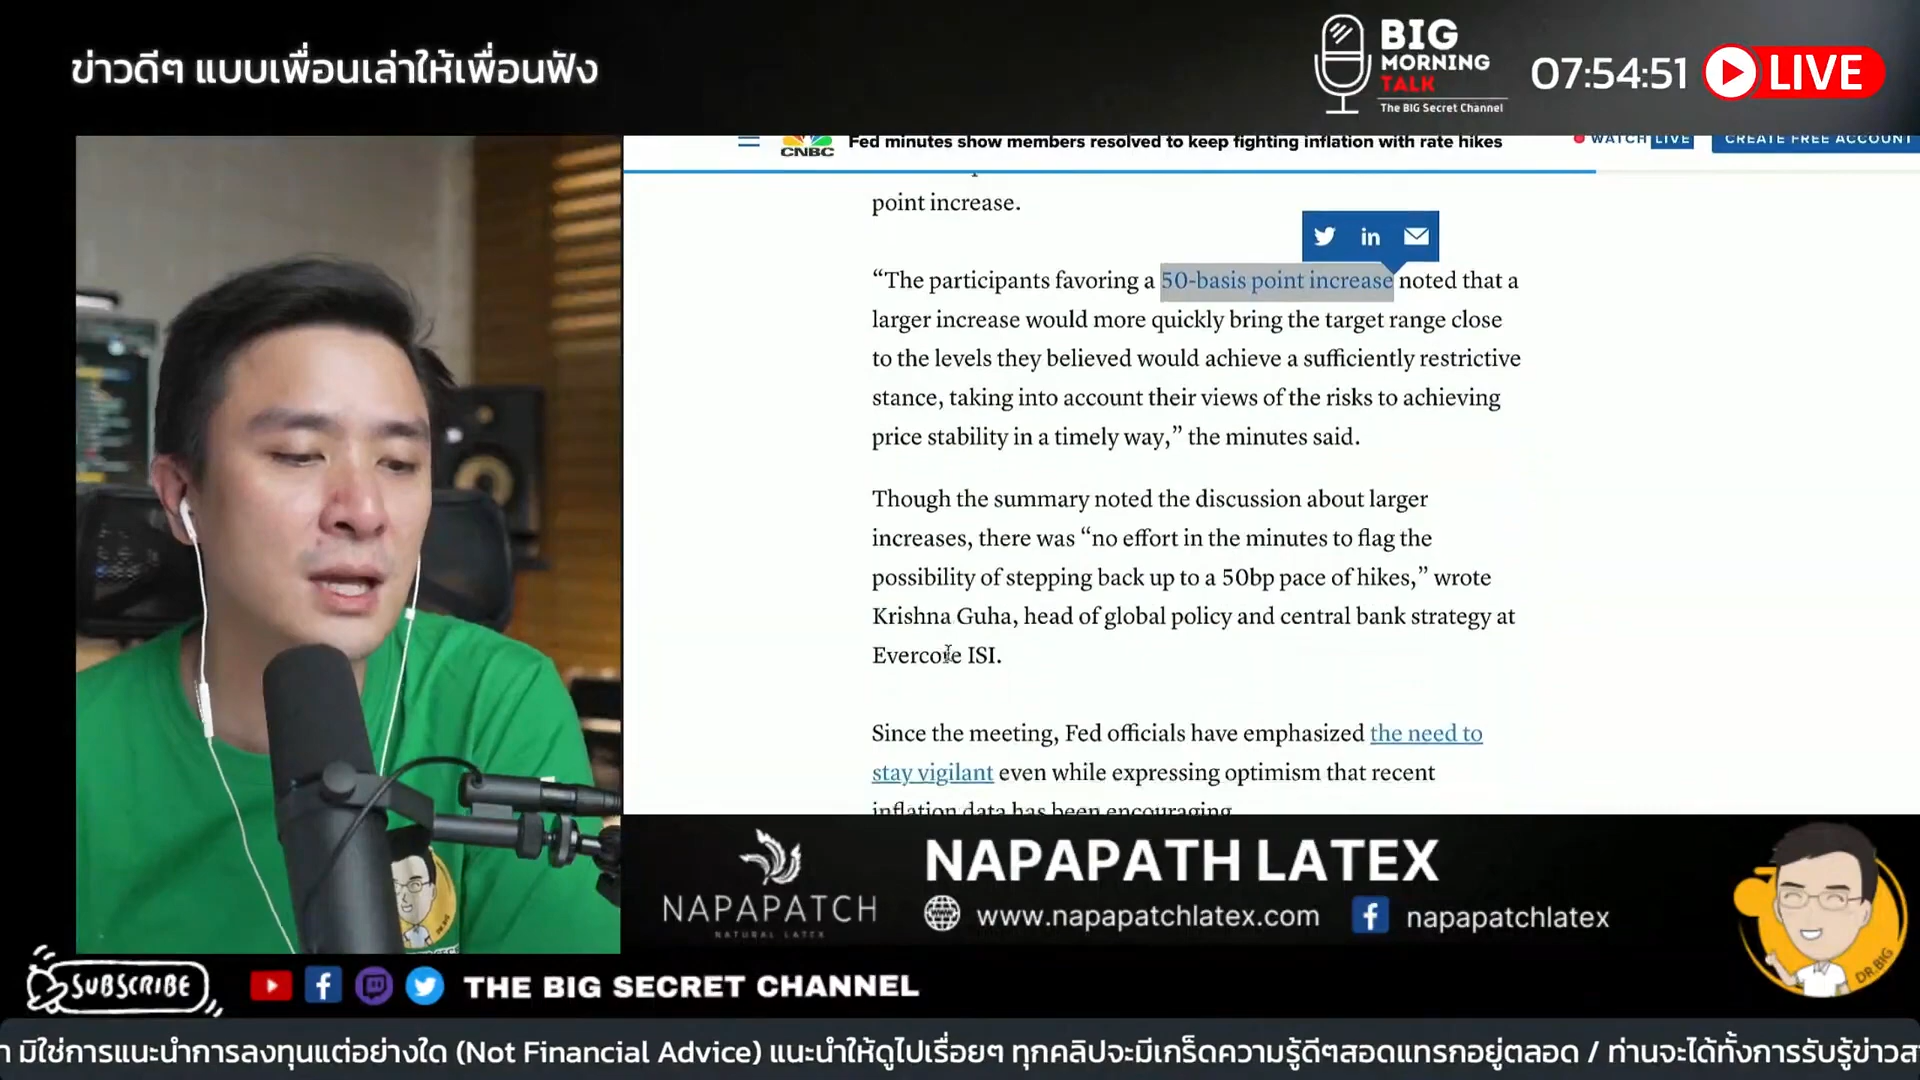 ข่าวดีๆ แบบเพื่อนเล่าให้เพื่อนฟัง
BIG
MORNING
TALK
The BIG Secret Channel
07:54:51
LIVE
CNBC
Fed minutes show members resolved to keep fighting inflation with rate hikes
WATCH LIVE
CREATE FREE ACCOUNT
point increase.
in
“The participants favoring a 50-basis point increase noted that a
larger increase would more quickly bring the target range close
to the levels they believed would achieve a sufficiently restrictive
stance, taking into account their views of the risks to achieving
price stability in a timely way,” the minutes said.
Though the summary noted the discussion about larger
increases, there was “no effort in the minutes to flag the
possibility of stepping back up to a 50bp pace of hikes,” wrote
Krishna Guha, head of global policy and central bank strategy at
Evercore ISI.
Since the meeting, Fed officials have emphasized the need to
stay vigilant even while expressing optimism that recent
inflation data has been encouraging.
NAPAPATCH
NATURAL LATEX
NAPAPATH LATEX
www.napapatchlatex.com
napapatchlatex
DR.BIG
SUBSCRIBE
THE BIG SECRET CHANNEL
มิใช่การแนะนำการลงทุนแต่อย่างใด (Not Financial Advice) แนะนำให้ดูไปเรื่อยๆ ทุกคลิปจะมีเกร็ดความรู้ดีๆสอดแทรกอยู่ตลอด / ท่านจะได้ทั้งการรับรู้